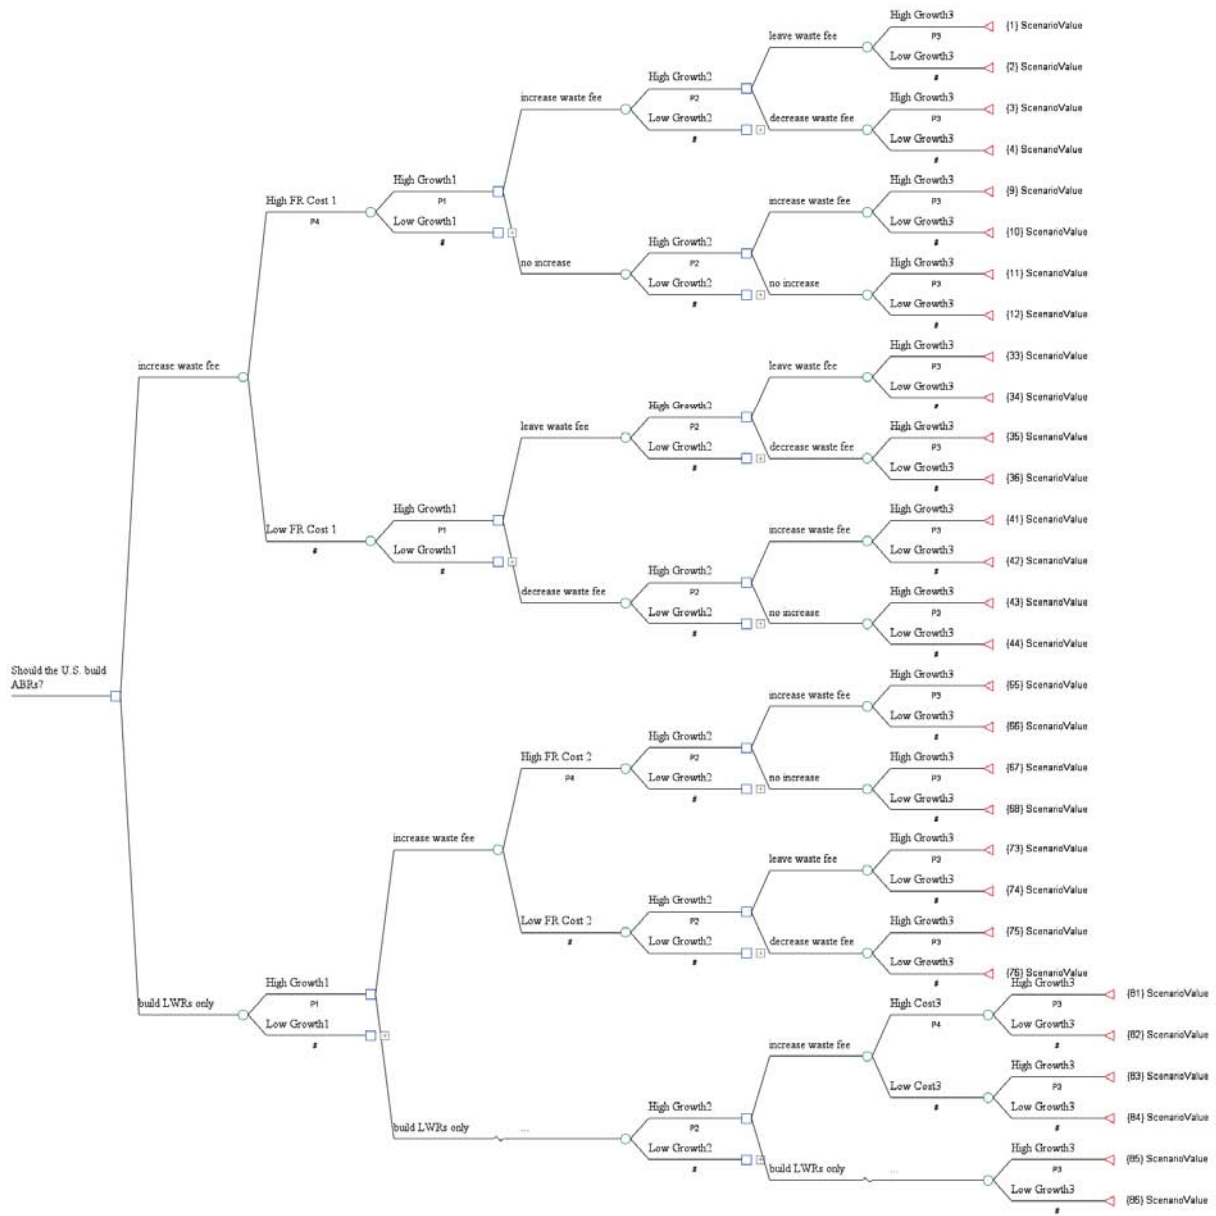 High Growth3
P3
{1} ScenarioValue
leave waste fee
Low Growth3
#
{2} ScenarioValue
High Growth2
P2
increase waste fee
High Growth3
P3
{3} ScenarioValue
Low Growth2
#
decrease waste fee
Low Growth3
#
{4} ScenarioValue
High Growth1
P1
High Growth3
P3
{9} ScenarioValue
High FR Cost 1
P4
increase waste fee
Low Growth1
#
Low Growth3
#
{10} ScenarioValue
High Growth2
P2
no increase
High Growth3
P3
{11} ScenarioValue
Low Growth2
#
no increase
Low Growth3
#
{12} ScenarioValue
High Growth3
P3
{33} ScenarioValue
increase waste fee
leave waste fee
Low Growth3
#
{34} ScenarioValue
High Growth2
P2
leave waste fee
High Growth3
P3
{35} ScenarioValue
Low Growth2
#
decrease waste fee
Low Growth3
#
{36} ScenarioValue
High Growth1
P1
High Growth3
P3
{41} ScenarioValue
Low FR Cost 1
#
increase waste fee
Low Growth1
#
Low Growth3
#
{42} ScenarioValue
High Growth2
P2
decrease waste fee
High Growth3
P3
{43} ScenarioValue
Low Growth2
#
no increase
Low Growth3
#
{44} ScenarioValue
Should the U.S. build
ABRs?
High Growth3
P3
{65} ScenarioValue
increase waste fee
Low Growth3
#
{66} ScenarioValue
High Growth2
P2
High FR Cost 2
P4
High Growth3
P3
{67} ScenarioValue
Low Growth2
#
no increase
Low Growth3
#
{68} ScenarioValue
increase waste fee
High Growth3
P3
{73} ScenarioValue
leave waste fee
Low Growth3
#
{74} ScenarioValue
High Growth2
P2
Low FR Cost 2
#
High Growth3
P3
{75} ScenarioValue
Low Growth2
#
decrease waste fee
Low Growth3
#
{76} ScenarioValue
High Growth1
P1
High Growth3
P3
{81} ScenarioValue
build LWRs only
High Cost3
P4
Low Growth1
#
Low Growth3
#
{82} ScenarioValue
increase waste fee
High Growth3
P3
{83} ScenarioValue
Low Cost3
#
High Growth2
P2
Low Growth3
#
{84} ScenarioValue
build LWRs only
...
Low Growth2
#
High Growth3
P3
{85} ScenarioValue
build LWRs only
...
Low Growth3
#
{86} ScenarioValue